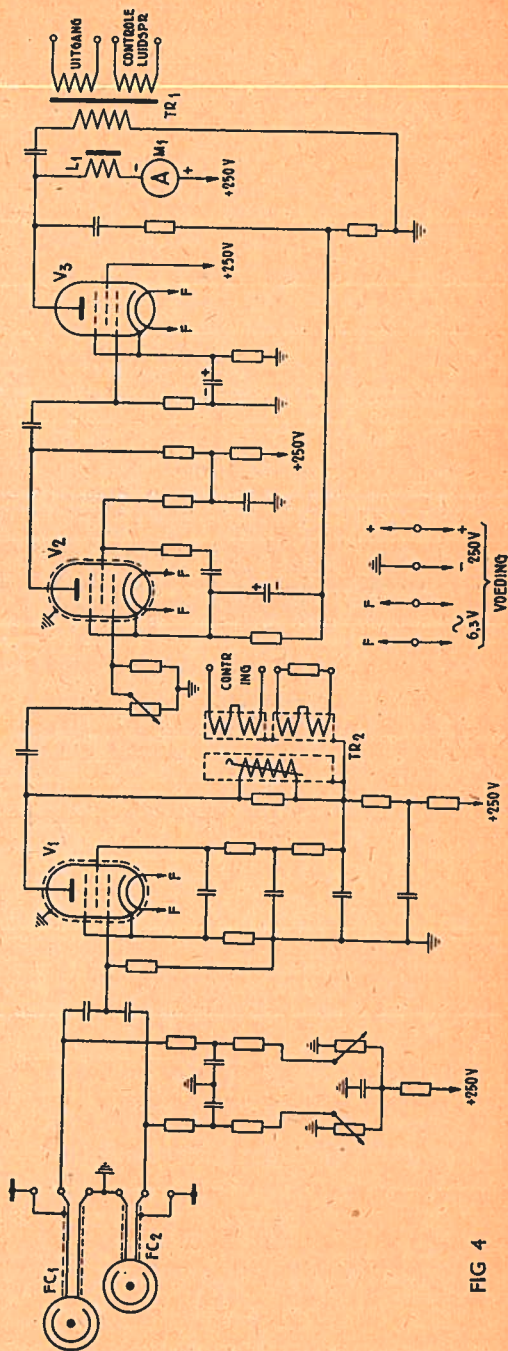 FC1
FC2
+250V
V1
+250V
TR2
CONTR
ING
V2
F
F
F
F
+250V
V3
F
F
+250V
L1
-
A
M1
+
+250V
TR1
UITGANG
CONTROLE
LUIDSPR
+
-
+
-
F F + 
6,3V - 250V +
VOEDING
FIG 4